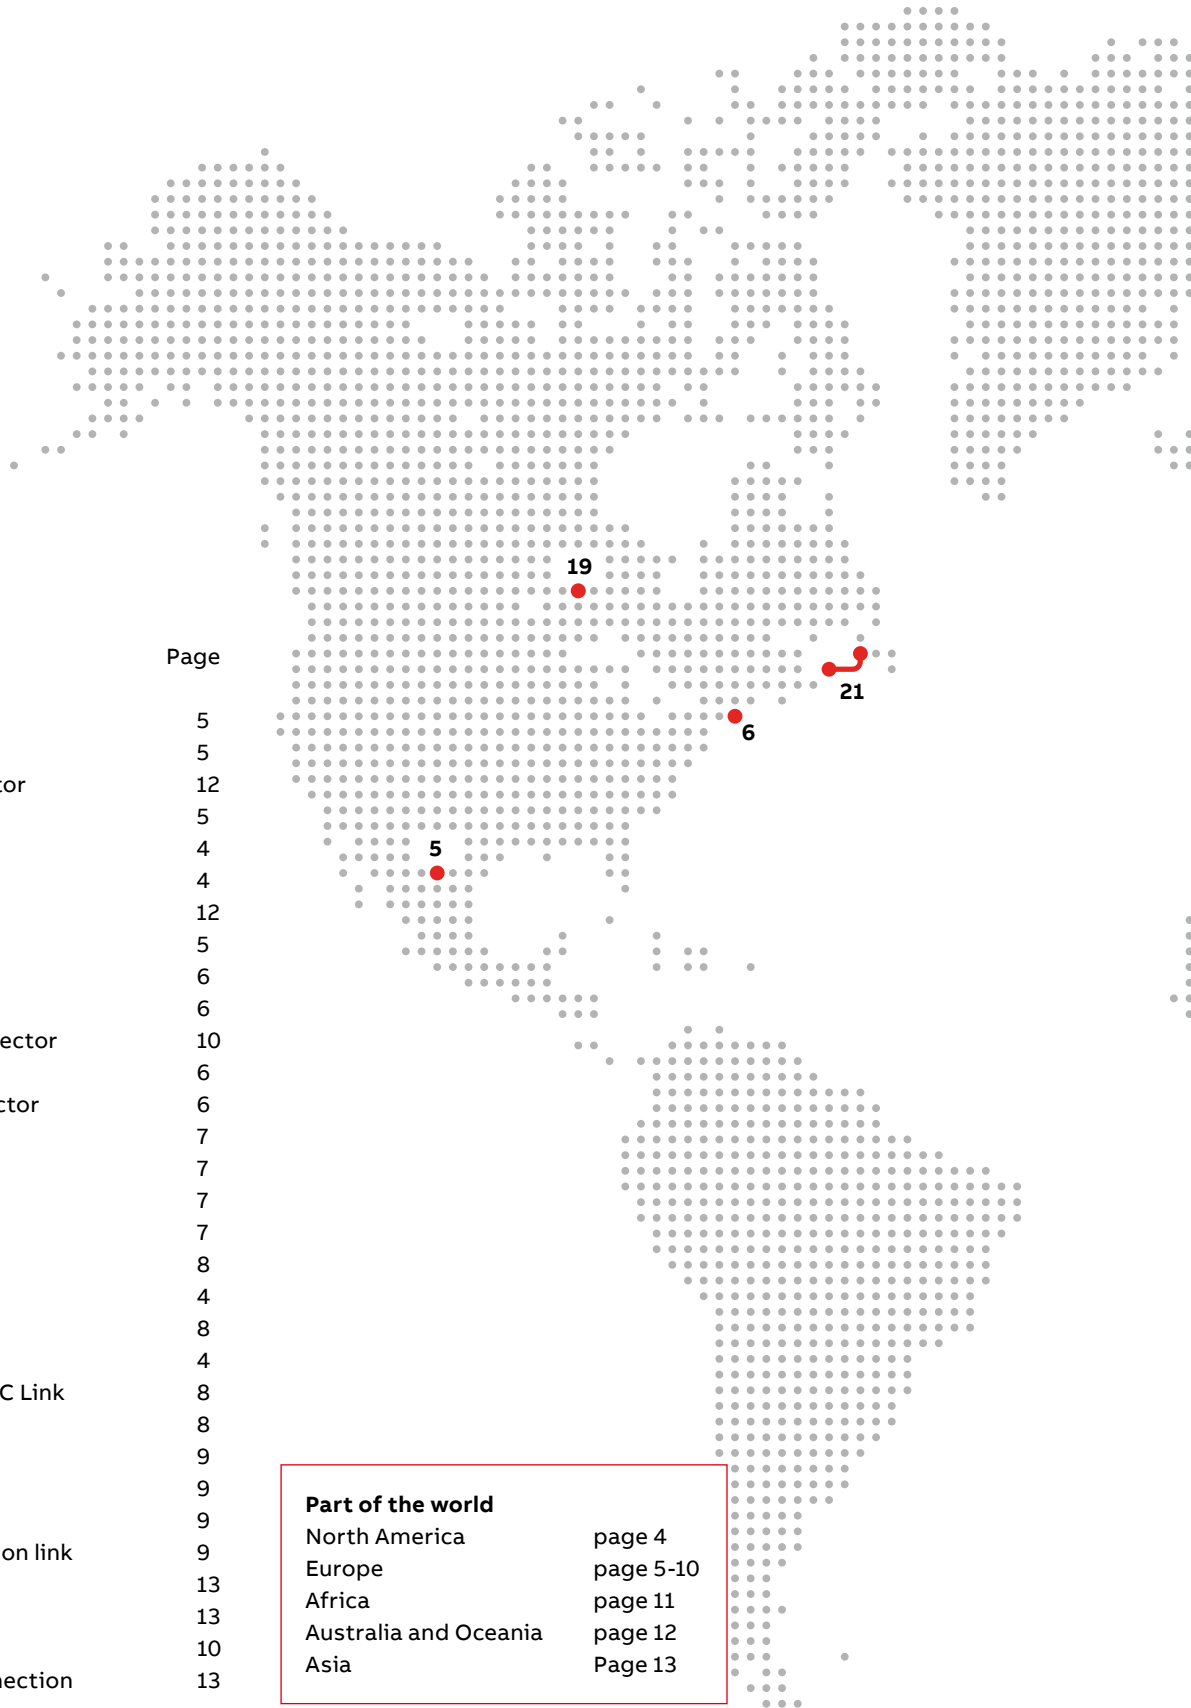 19
Page
21
5
6
5
tor 12
5
5
4
4
12
5
6
6
ector 10
6
ctor 6
7
7
7
7
8
4
8
4
C Link 8
8
9
9
Part of the world
9
North America page 4
on link 9
Europe page 5-10
13
Africa page 11
13
Australia and Oceania page 12
10
Asia Page 13
nection 13